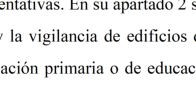 entativas. En su apartado 2 s
y la vigilancia de edificios d
ación primaria o de educac